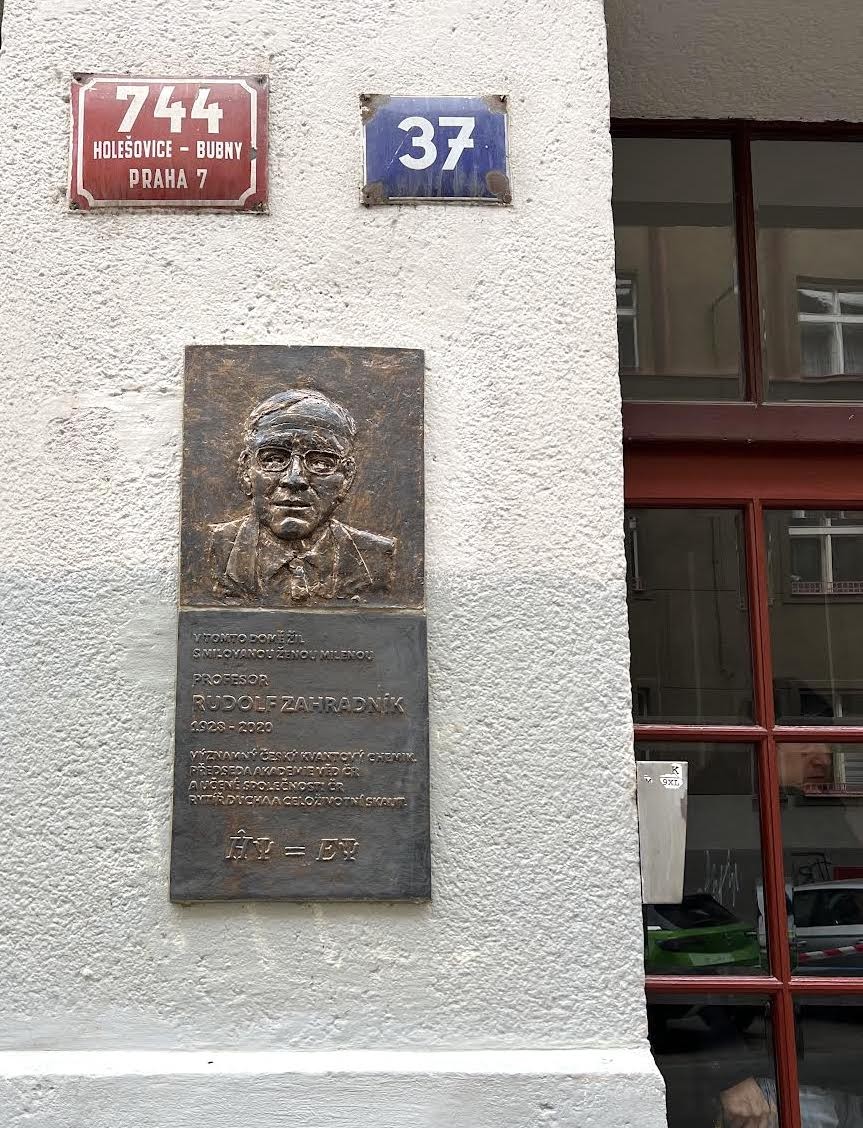 744
HOLEŠOVICE - BUBNY
PRAHA 7
37
V TOMTO DOMĚ ŽIL
S MILOVANOU ŽENOU MILENOU
PROFESOR
RUDOLF ZAHRADNÍK
1928 - 2020
VÝZNAMNÝ ČESKÝ KVANTOVÝ CHEMIK,
PŘEDSEDA AKADEMIE VĚD ČR
A UČENÉ SPOLEČNOSTI ČR
RYTÍŘ DUCHA A CELOŽIVOTNÍ SKAUT.
ĤΨ = EΨ
K